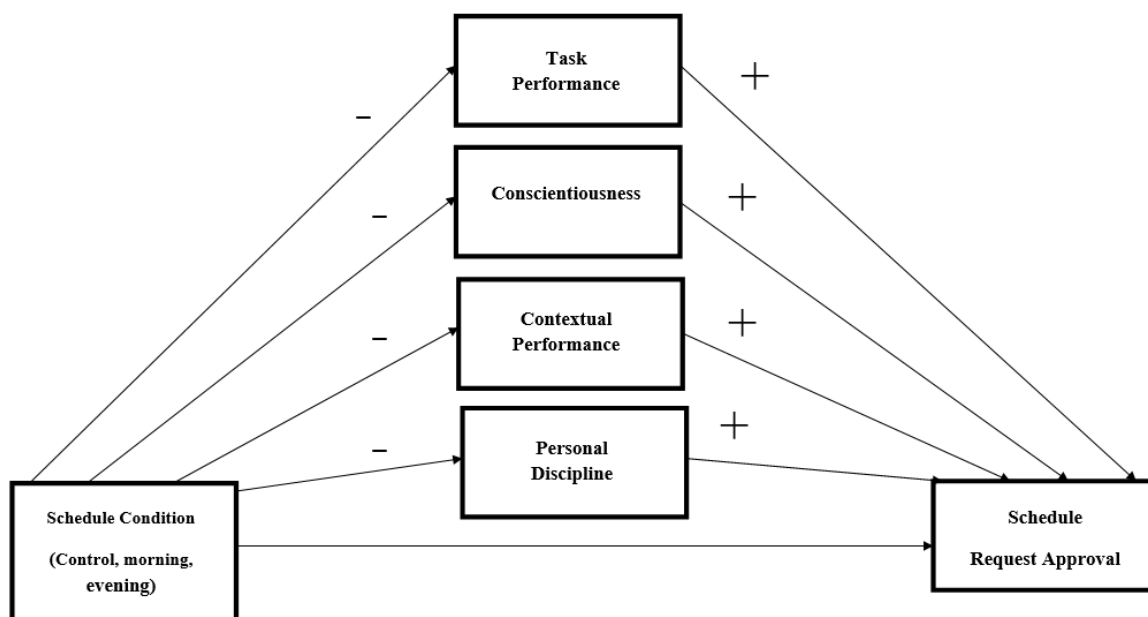 Task
Performance
+
–
Conscientiousness
+
–
Contextual
Performance
+
–
Personal
Discipline
+
–
Schedule Condition
(Control, morning,
evening)
Schedule
Request Approval